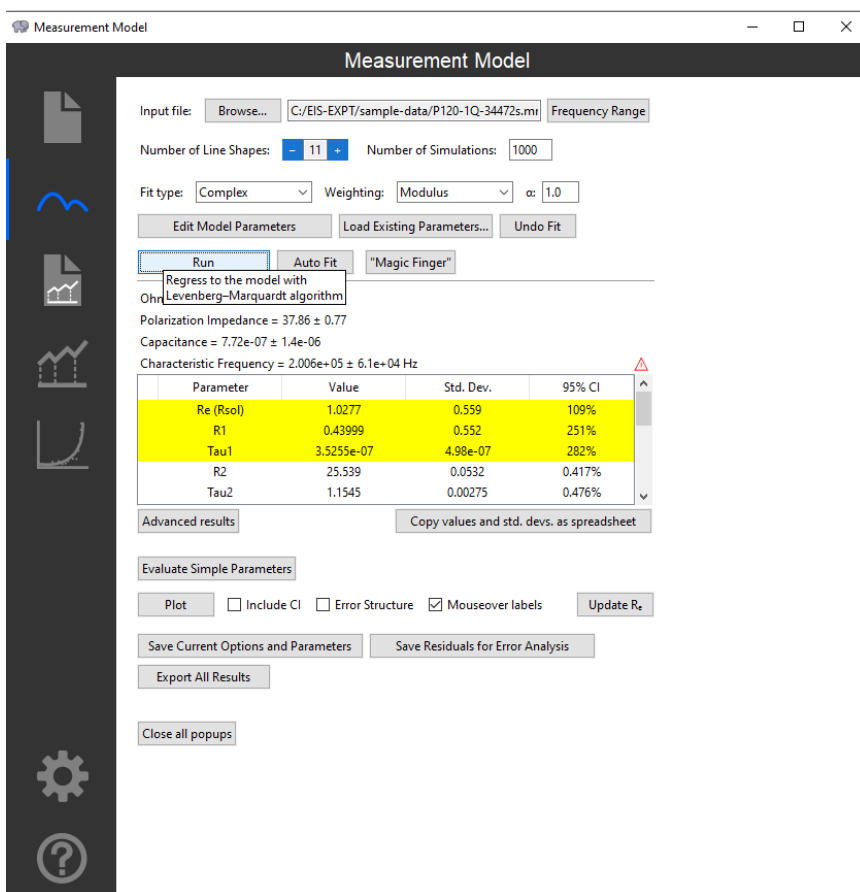 Measurement Model
Measurement Model
Input file: Browse... C:/EIS-EXPT/sample-data/P120-1Q-34472s.mr Frequency Range
Number of Line Shapes: − 11 + Number of Simulations: 1000
Fit type: Complex Weighting: Modulus α: 1.0
Edit Model Parameters Load Existing Parameters... Undo Fit
Run Auto Fit "Magic Finger"
Regress to the model with
Levenberg–Marquardt algorithm
Ohm
Polarization Impedance = 37.86 ± 0.77
Capacitance = 7.72e-07 ± 1.4e-06
Characteristic Frequency = 2.006e+05 ± 6.1e+04 Hz
Parameter Value Std. Dev. 95% CI
Re (Rsol) 1.0277 0.559 109%
R1 0.43999 0.552 251%
Tau1 3.5255e-07 4.98e-07 282%
R2 25.539 0.0532 0.417%
Tau2 1.1545 0.00275 0.476%
Advanced results Copy values and std. devs. as spreadsheet
Evaluate Simple Parameters
Plot Include CI Error Structure Mouseover labels Update Rₑ
Save Current Options and Parameters Save Residuals for Error Analysis
Export All Results
Close all popups